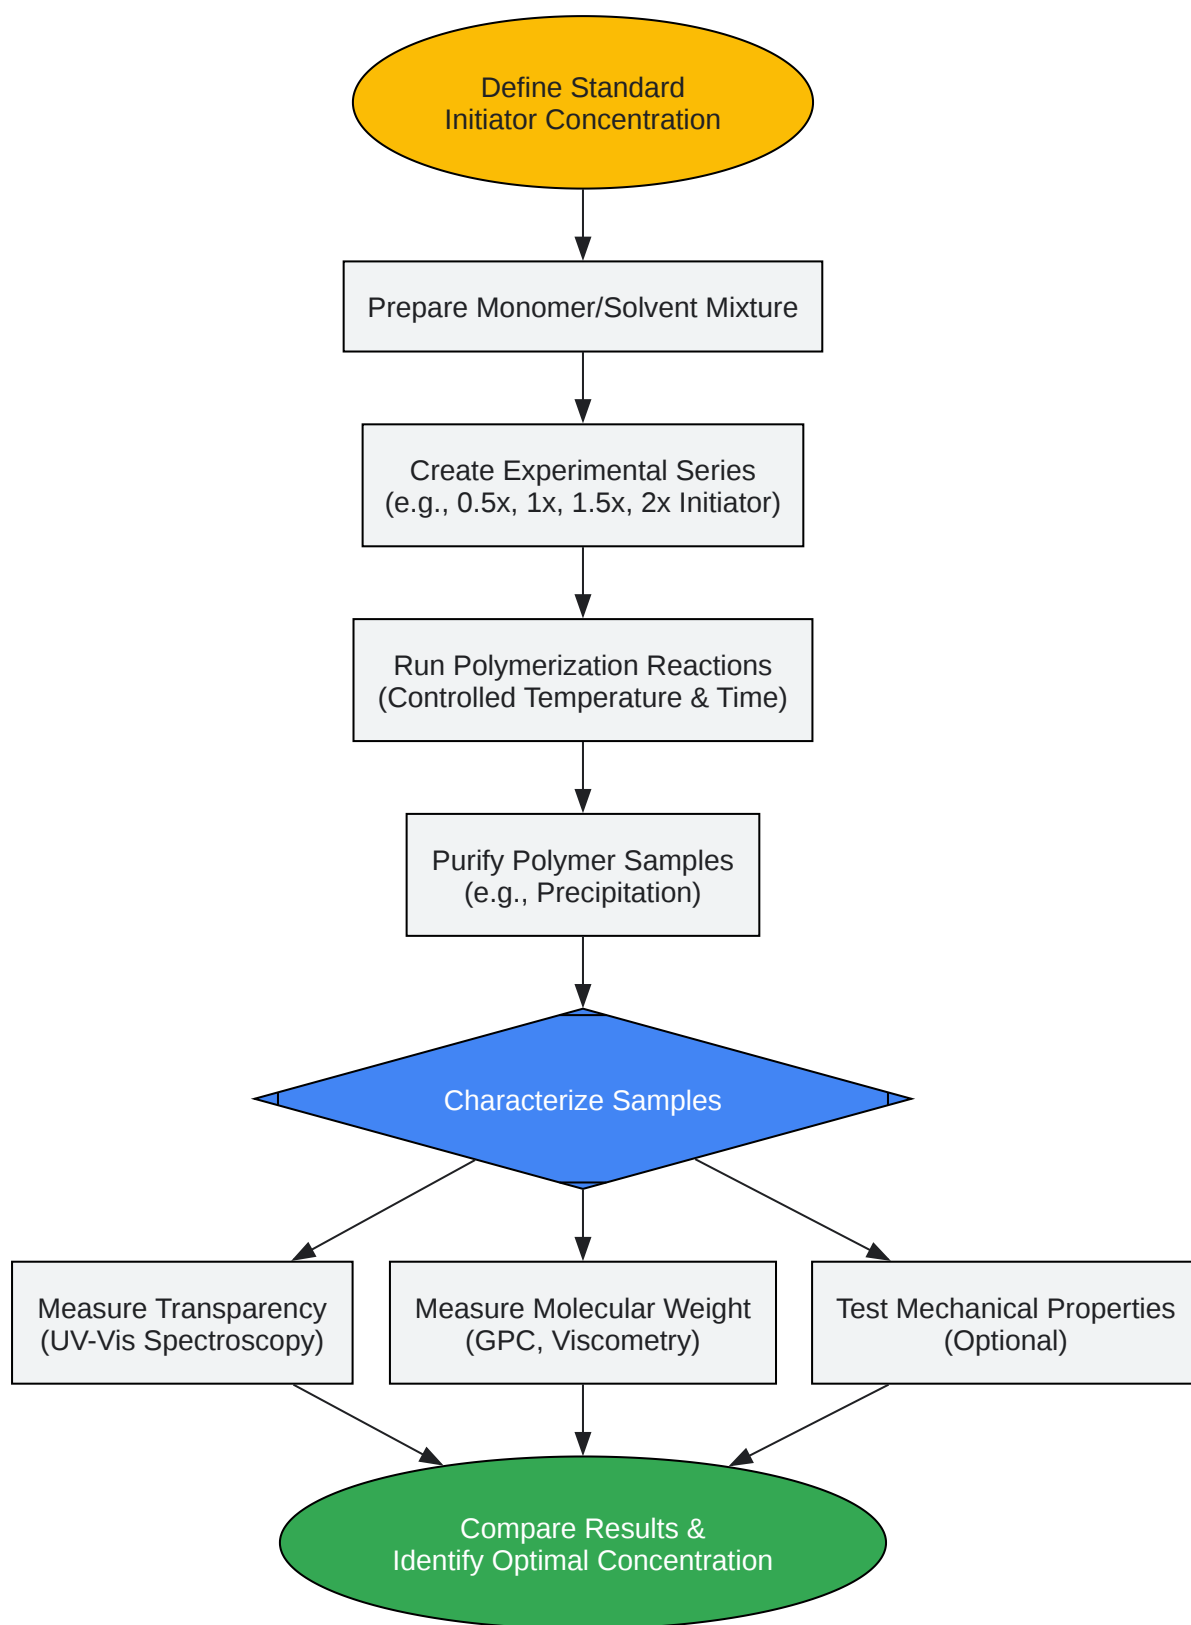 Define Standard
Initiator Concentration
Prepare Monomer/Solvent Mixture
Create Experimental Series
(e.g., 0.5x, 1x, 1.5x, 2x Initiator)
Run Polymerization Reactions
(Controlled Temperature & Time)
Purify Polymer Samples
(e.g., Precipitation)
Characterize Samples
Measure Transparency
(UV-Vis Spectroscopy)
Measure Molecular Weight
(GPC, Viscometry)
Test Mechanical Properties
(Optional)
Compare Results &
Identify Optimal Concentration